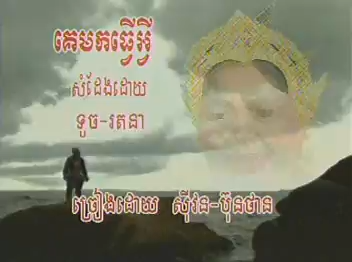 គេមកធ្វើអ្វី
សំដែងដោយ
ទូច-រតនា
ច្រៀងដោយ ស៊ីវន-ប៊ុនថាន